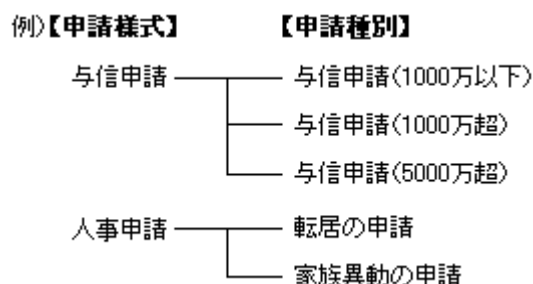 例)【申請様式】 【申請種別】
与信申請 与信申請(1000万以下)
与信申請(1000万超)
与信申請(5000万超)
人事申請 転居の申請
家族異動の申請